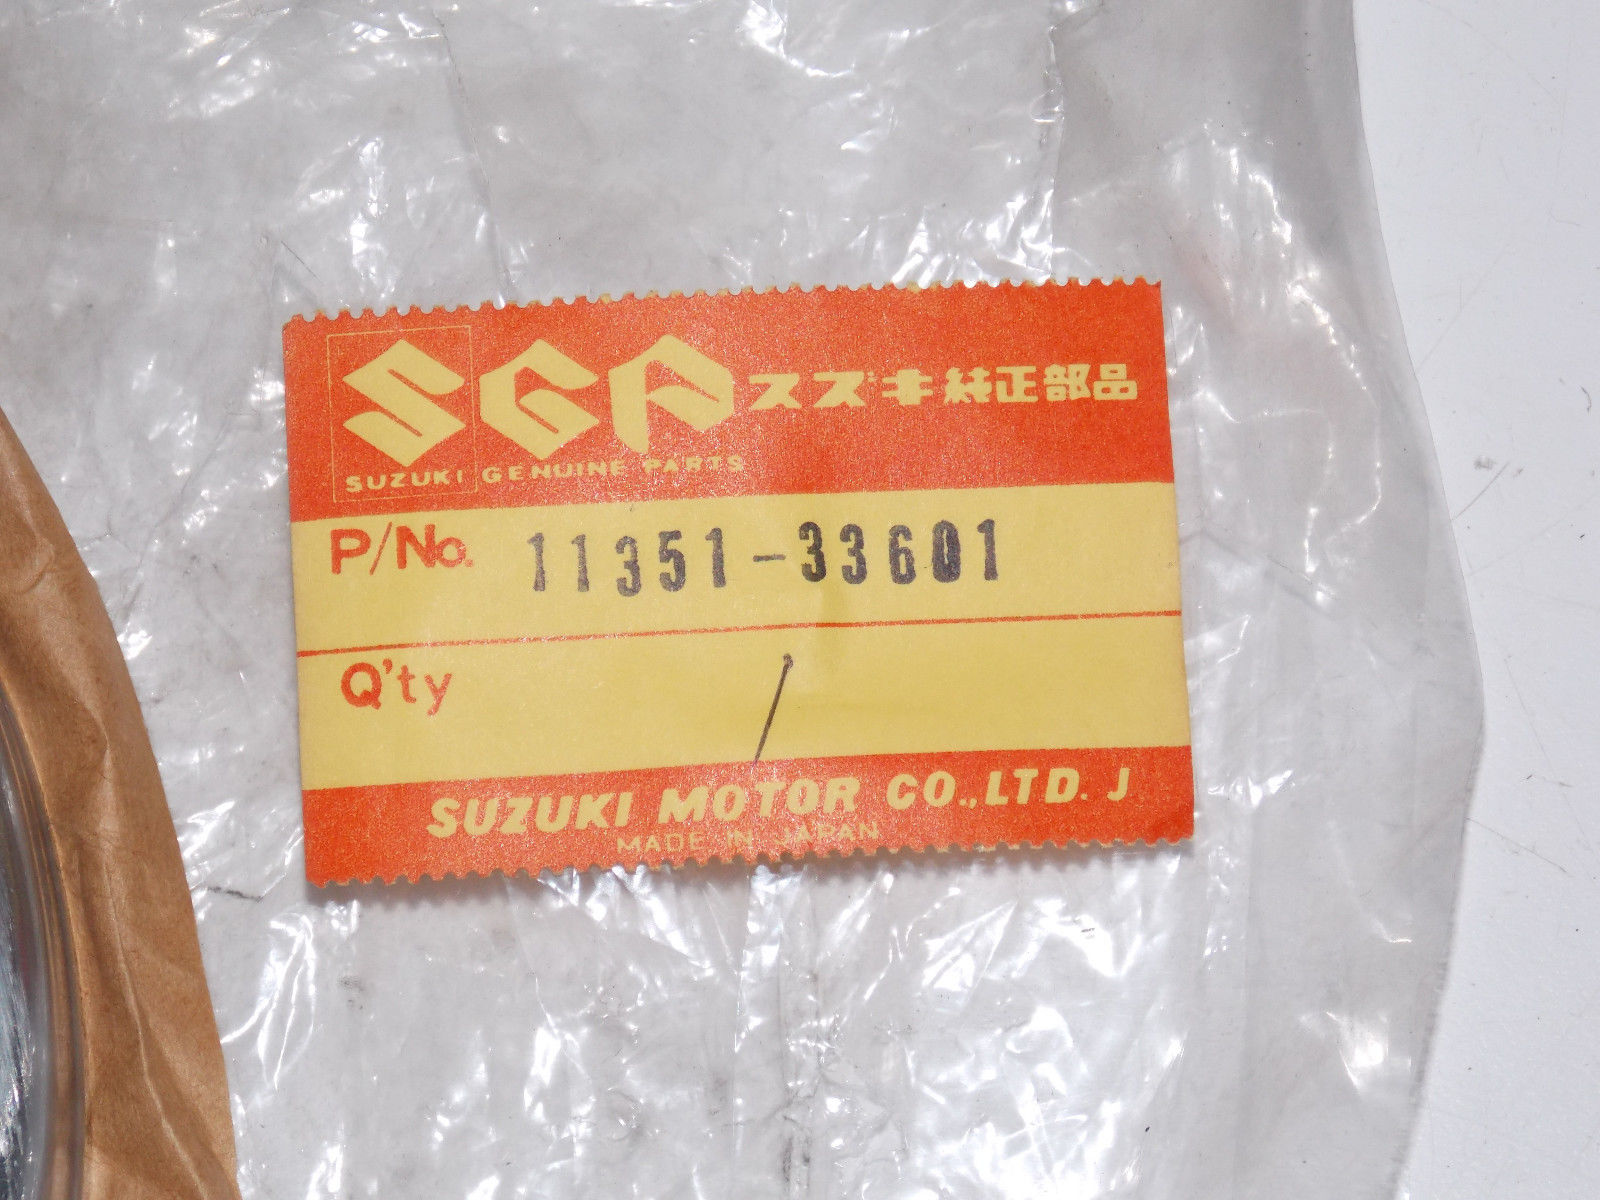 SGP スズキ純正部品
SUZUKI GENUINE PARTS
P/No. 11351-33601
Q'ty 1
SUZUKI MOTOR CO.,LTD. J
MADE IN JAPAN